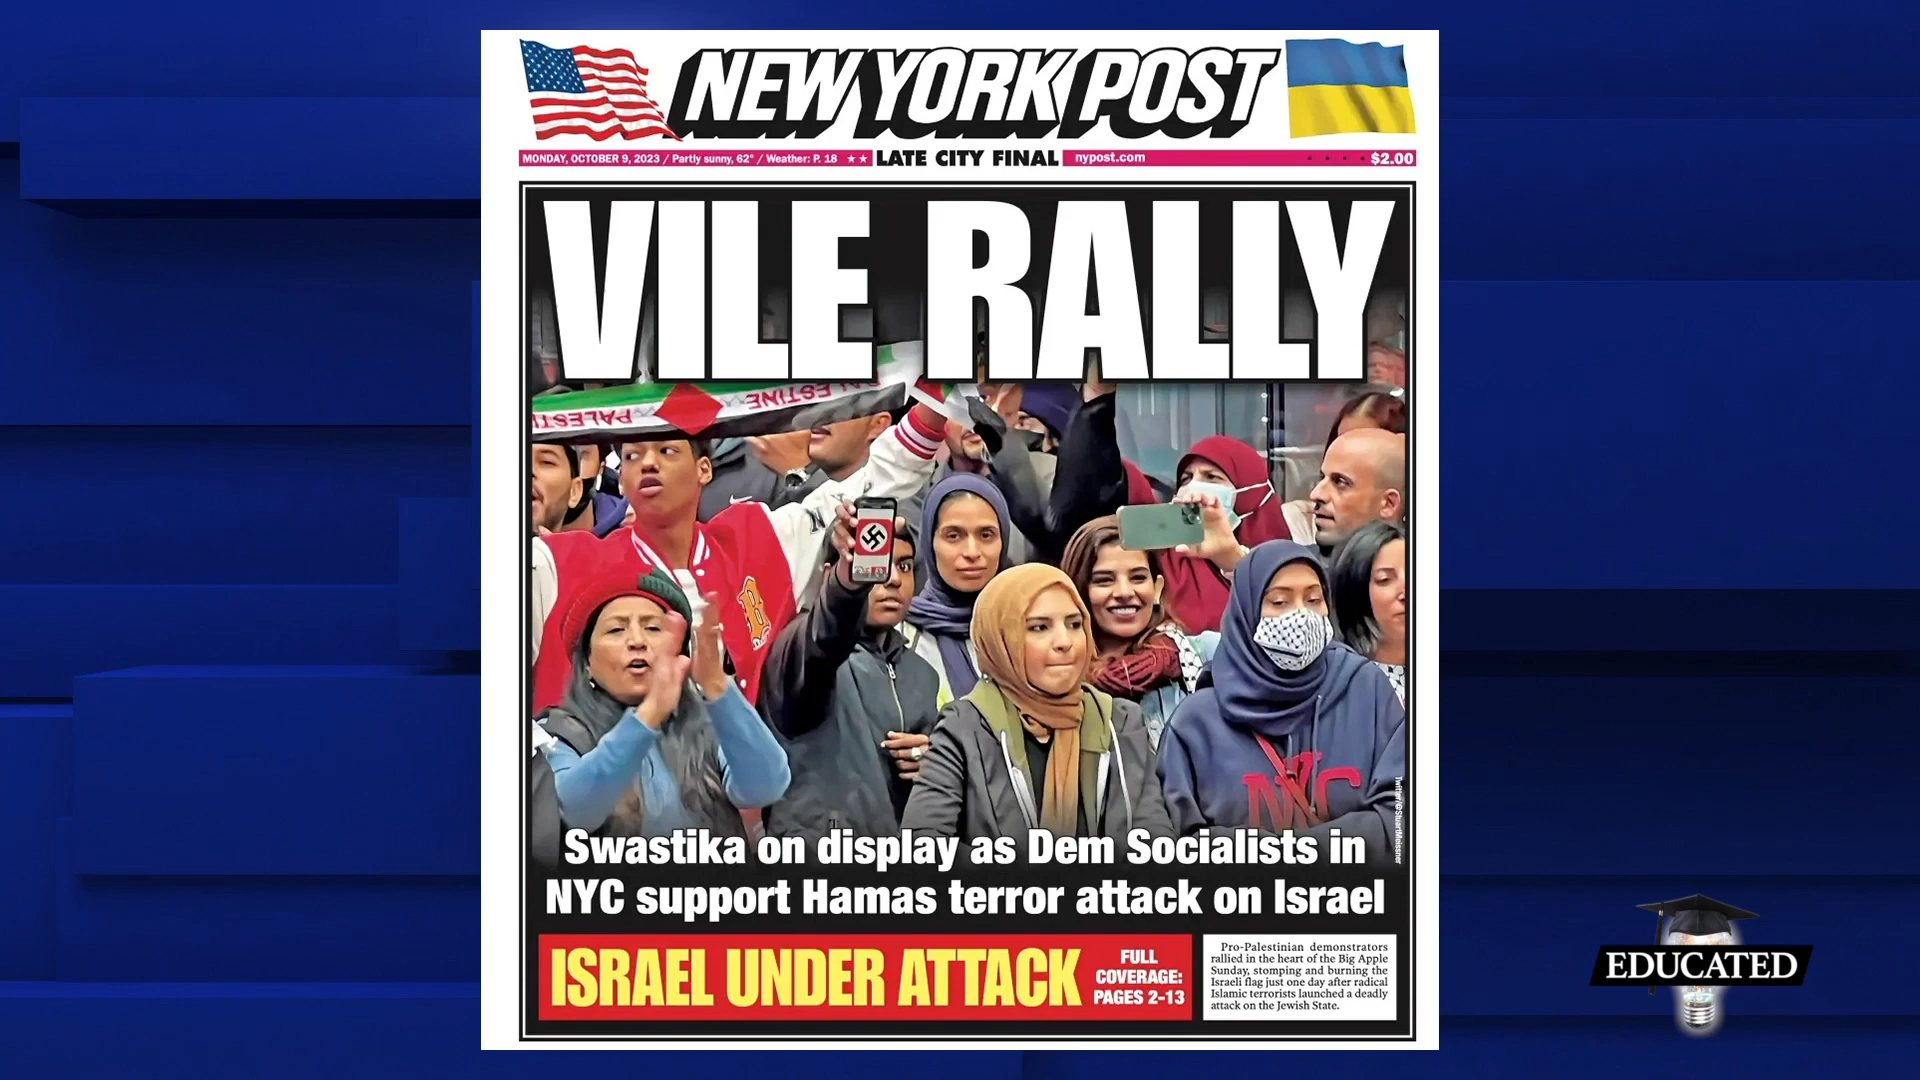 NEW YORK POST
MONDAY, OCTOBER 9, 2023 / Partly sunny, 62° / Weather: P. 18 ★★ LATE CITY FINAL nypost.com $2.00
VILE RALLY
PALESTINE
PALESTINE
N Y P
B
NYC
Twitter/@StuartMeissner
Swastika on display as Dem Socialists in
NYC support Hamas terror attack on Israel
ISRAEL UNDER ATTACK
FULL
COVERAGE:
PAGES 2-13
Pro-Palestinian demonstrators
rallied in the heart of the Big Apple
Sunday, stomping and burning the
Israeli flag just one day after radical
Islamic terrorists launched a deadly
attack on the Jewish State.
EDUCATED